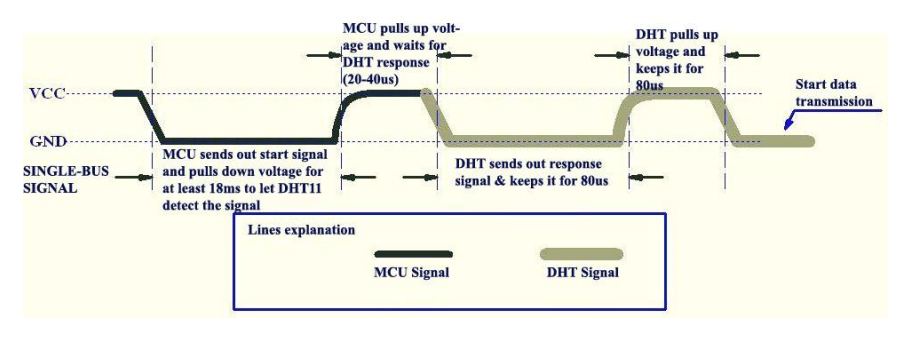 MCU pulls up volt-
age and waits for
DHT response
(20-40us)
DHT pulls up
voltage and
keeps it for
80us
Start data
transmission
VCC
GND
SINGLE-BUS
SIGNAL
MCU sends out start signal
and pulls down voltage for
at least 18ms to let DHT11
detect the signal
DHT sends out response
signal & keeps it for 80us
Lines explanation
MCU Signal
DHT Signal